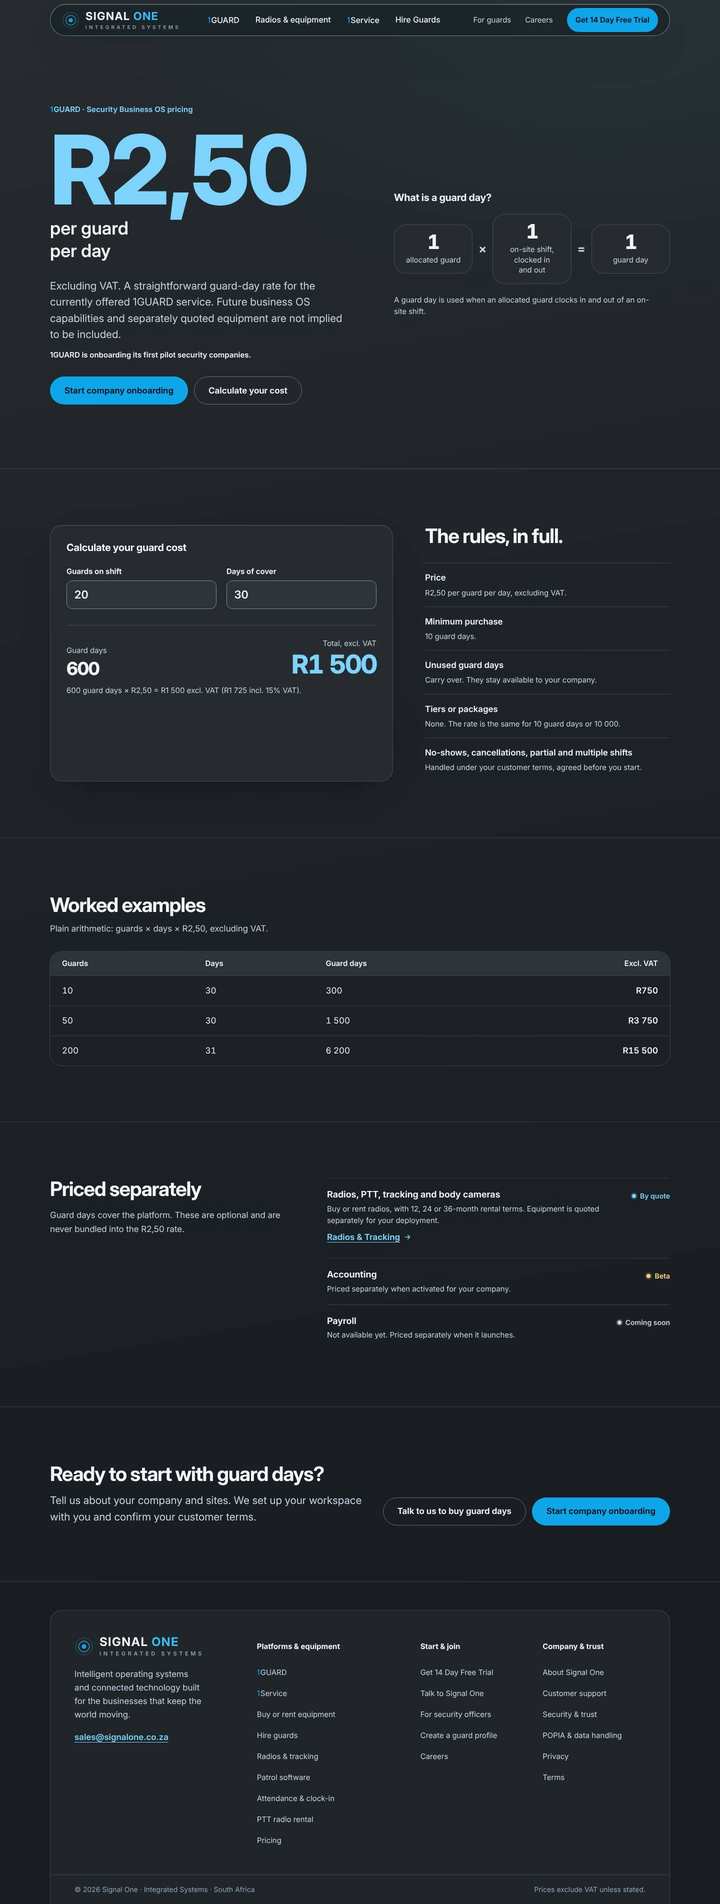 SIGNAL ONE
INTEGRATED SYSTEMS
1GUARD
Radios & equipment
1Service
Hire Guards
For guards
Careers
Get 14 Day Free Trial
1GUARD · Security Business OS pricing
R2,50
per guard
per day
Excluding VAT. A straightforward guard-day rate for the
currently offered 1GUARD service. Future business OS
capabilities and separately quoted equipment are not implied
to be included.
1GUARD is onboarding its first pilot security companies.
Start company onboarding
Calculate your cost
What is a guard day?
1
allocated guard
×
1
on-site shift,
clocked in
and out
=
1
guard day
A guard day is used when an allocated guard clocks in and out of an on-
site shift.
Calculate your guard cost
Guards on shift
Days of cover
20
30
Guard days
600
Total, excl. VAT
R1 500
600 guard days × R2,50 = R1 500 excl. VAT (R1 725 incl. 15% VAT).
The rules, in full.
Price
R2,50 per guard per day, excluding VAT.
Minimum purchase
10 guard days.
Unused guard days
Carry over. They stay available to your company.
Tiers or packages
None. The rate is the same for 10 guard days or 10 000.
No-shows, cancellations, partial and multiple shifts
Handled under your customer terms, agreed before you start.
Worked examples
Plain arithmetic: guards × days × R2,50, excluding VAT.
Guards Days Guard days Excl. VAT
10 30 300 R750
50 30 1 500 R3 750
200 31 6 200 R15 500
Priced separately
Guard days cover the platform. These are optional and are
never bundled into the R2,50 rate.
Radios, PTT, tracking and body cameras
By quote
Buy or rent radios, with 12, 24 or 36-month rental terms. Equipment is quoted
separately for your deployment.
Radios & Tracking →
Accounting
Beta
Priced separately when activated for your company.
Payroll
Coming soon
Not available yet. Priced separately when it launches.
Ready to start with guard days?
Tell us about your company and sites. We set up your workspace
with you and confirm your customer terms.
Talk to us to buy guard days
Start company onboarding
SIGNAL ONE
INTEGRATED SYSTEMS
Intelligent operating systems
and connected technology built
for the businesses that keep the
world moving.
sales@signalone.co.za
Platforms & equipment
1GUARD
1Service
Buy or rent equipment
Hire guards
Radios & tracking
Patrol software
Attendance & clock-in
PTT radio rental
Pricing
Start & join
Get 14 Day Free Trial
Talk to Signal One
For security officers
Create a guard profile
Careers
Company & trust
About Signal One
Customer support
Security & trust
POPIA & data handling
Privacy
Terms
© 2026 Signal One · Integrated Systems · South Africa
Prices exclude VAT unless stated.